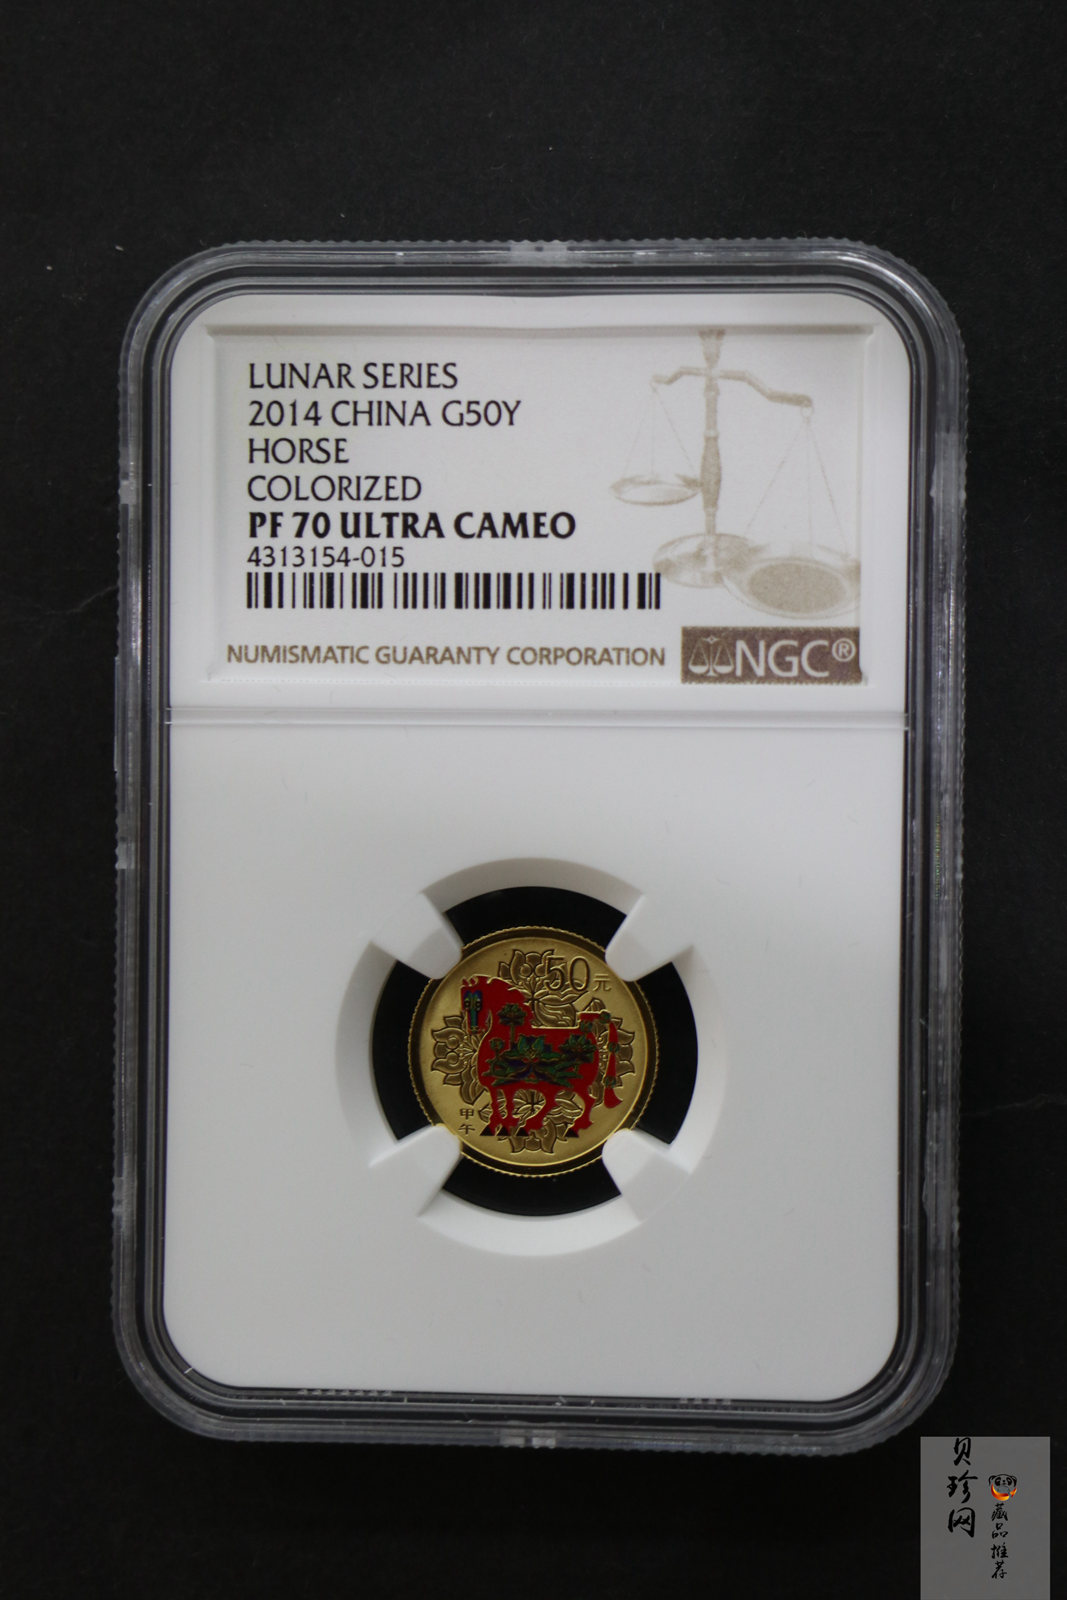 LUNAR SERIES
2014 CHINA G50Y
HORSE
COLORIZED
PF 70 ULTRA CAMEO
4313154-015
NUMISMATIC GUARANTY CORPORATION
NGC®
50元
甲
午
贝珍网
藏品推荐